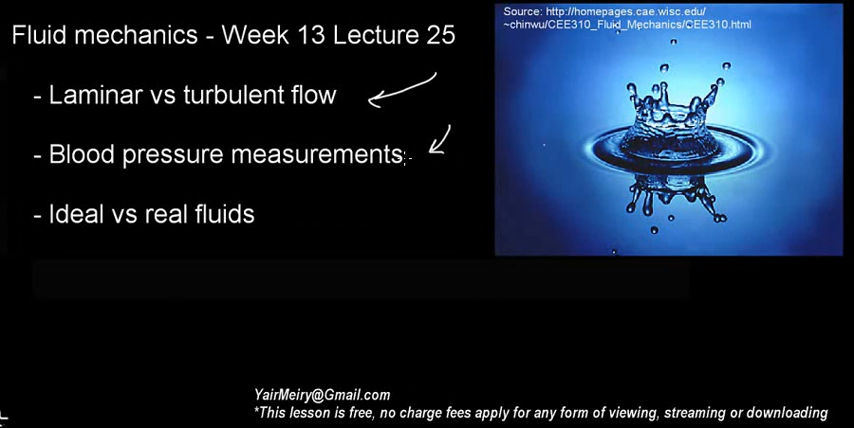 Fluid mechanics - Week 13 Lecture 25
Source: http://homepages.cae.wisc.edu/
~chinwu/CEE310_Fluid_Mechanics/CEE310.html
- Laminar vs turbulent flow
- Blood pressure measurements
- Ideal vs real fluids
YairMeiry@Gmail.com
*This lesson is free, no charge fees apply for any form of viewing, streaming or downloading